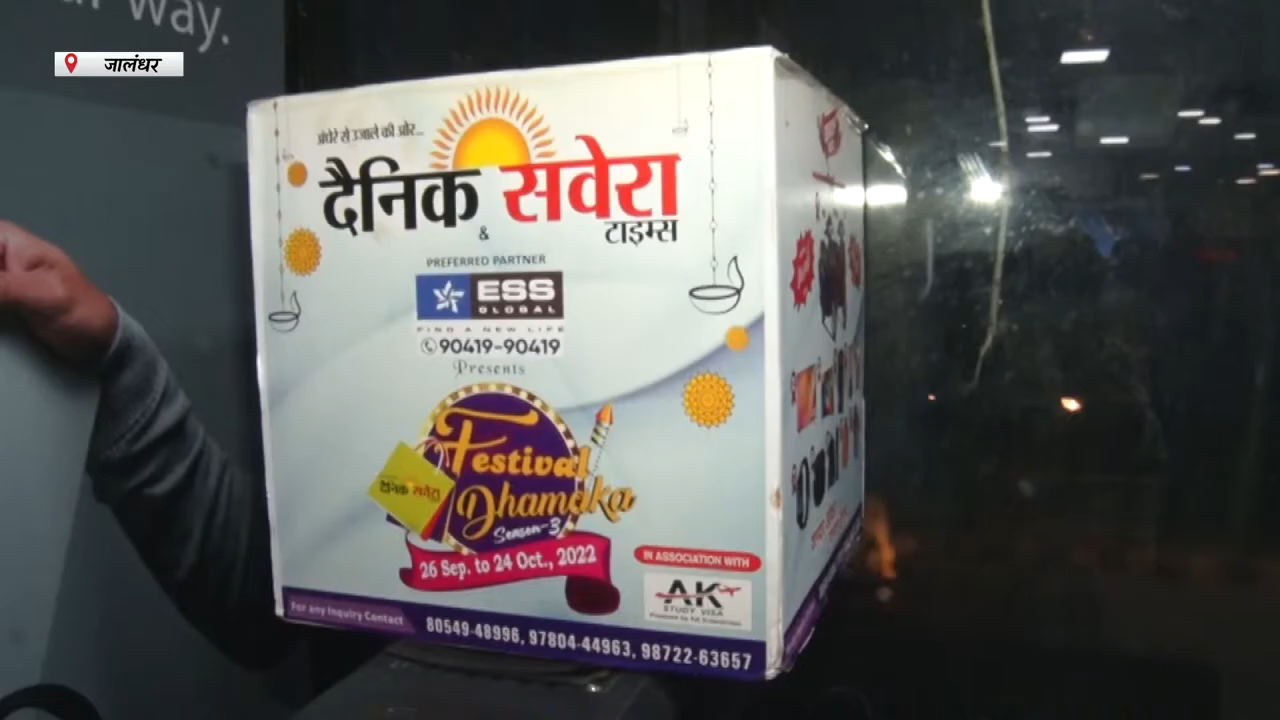 Way.
जालंधर
अंधेरे से उजाले की ओर...
दैनिक सवेरा
& टाइम्स
PREFERRED PARTNER
ESS
GLOBAL
FIND A NEW LIFE
90419-90419
Presents
Festival
दैनिक सवेरा
Dhamaka
Season-3
26 Sep. to 24 Oct., 2022
IN ASSOCIATION WITH
AK
STUDY VISA
For any Inquiry Contact
80549-48996, 97804-44963, 98722-63657